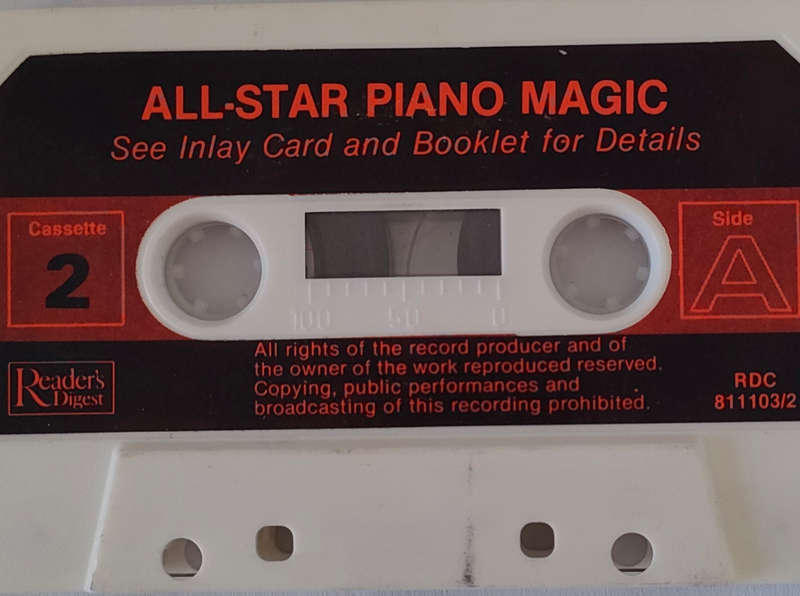 ALL-STAR PIANO MAGIC
See Inlay Card and Booklet for Details
Cassette
2
Side
A
100 50 0
Reader's
Digest
All rights of the record producer and of
the owner of the work reproduced reserved.
Copying, public performances and
broadcasting of this recording prohibited.
RDC
811103/2